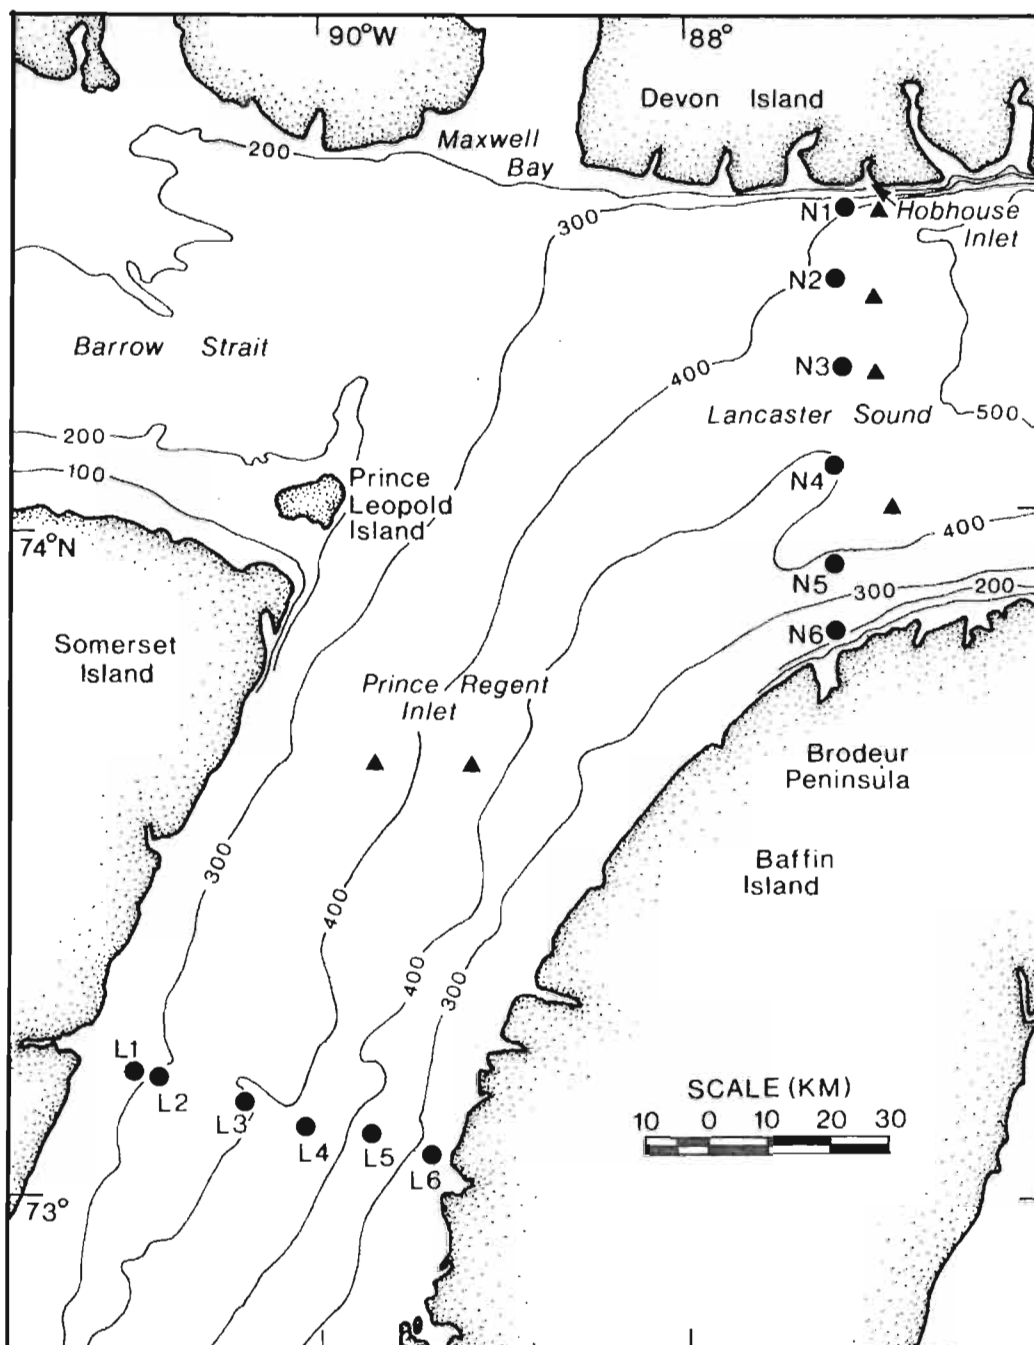 90°W
88°
Devon Island
Maxwell
Bay
200
300
N1
Hobhouse
Inlet
N2
Barrow Strait
400
N3
Lancaster Sound
500
200
100
Prince
Leopold
Island
N4
74°N
400
N5
300
200
N6
Somerset
Island
Prince Regent
Inlet
Brodeur
Peninsula
300
Baffin
Island
400
400
300
L1
L2
L3
L4
L5
L6
SCALE (KM)
10 0 10 20 30
73°